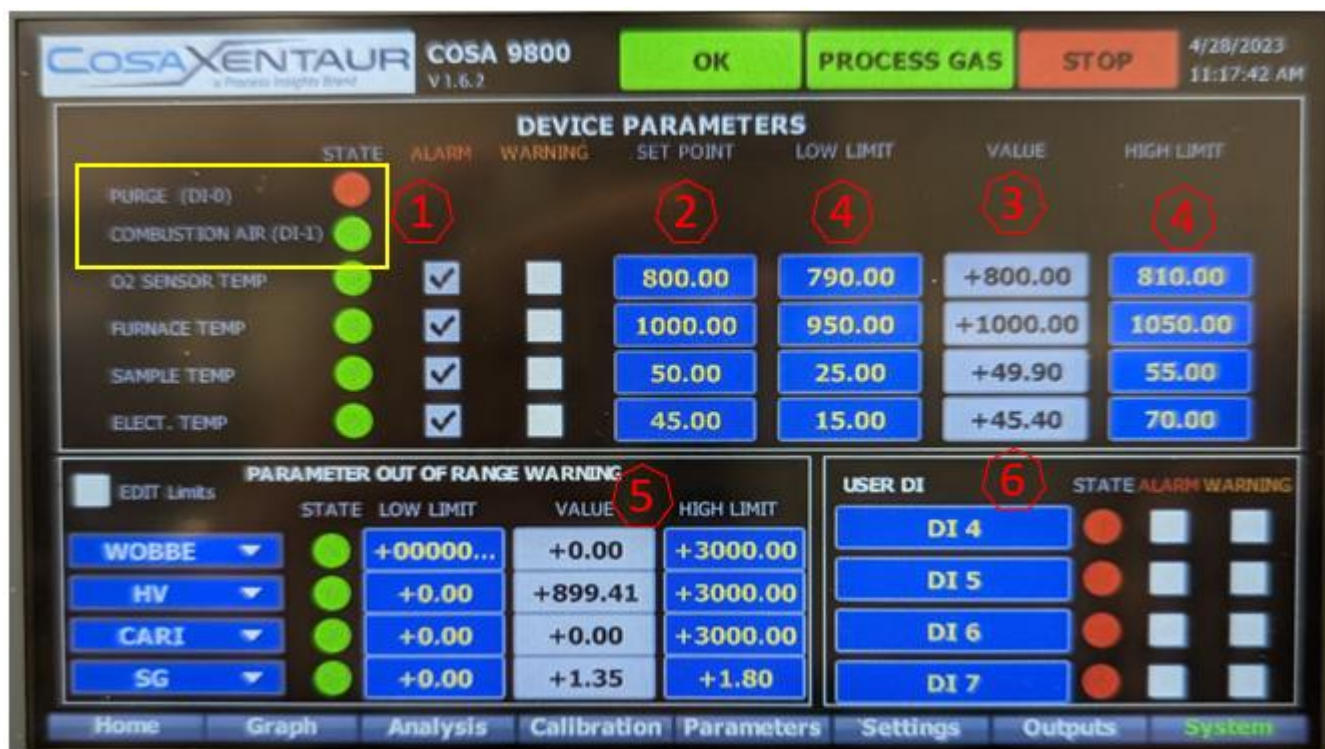 COSAXENTAUR COSA 9800 OK PROCESS GAS STOP 4/28/2023
a Process Insights Brand V 1.6.2 11:17:42 AM
DEVICE PARAMETERS
STATE ALARM WARNING SET POINT LOW LIMIT VALUE HIGH LIMIT
PURGE (DI-0)
1 2 4 3 4
COMBUSTION AIR (DI-1)
O2 SENSOR TEMP 800.00 790.00 +800.00 810.00
FURNACE TEMP 1000.00 950.00 +1000.00 1050.00
SAMPLE TEMP 50.00 25.00 +49.90 55.00
ELECT. TEMP 45.00 15.00 +45.40 70.00
EDIT Limits PARAMETER OUT OF RANGE WARNING 5
STATE LOW LIMIT VALUE HIGH LIMIT
WOBBE +00000... +0.00 +3000.00
HV +0.00 +899.41 +3000.00
CARI +0.00 +0.00 +3000.00
SG +0.00 +1.35 +1.80
USER DI 6 STATE ALARM WARNING
DI 4
DI 5
DI 6
DI 7
Home Graph Analysis Calibration Parameters Settings Outputs System